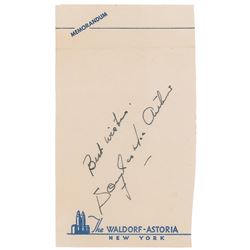 MEMORANDUM
Best wishes.
Douglas MacArthur
The WALDORF-ASTORIA
NEW YORK